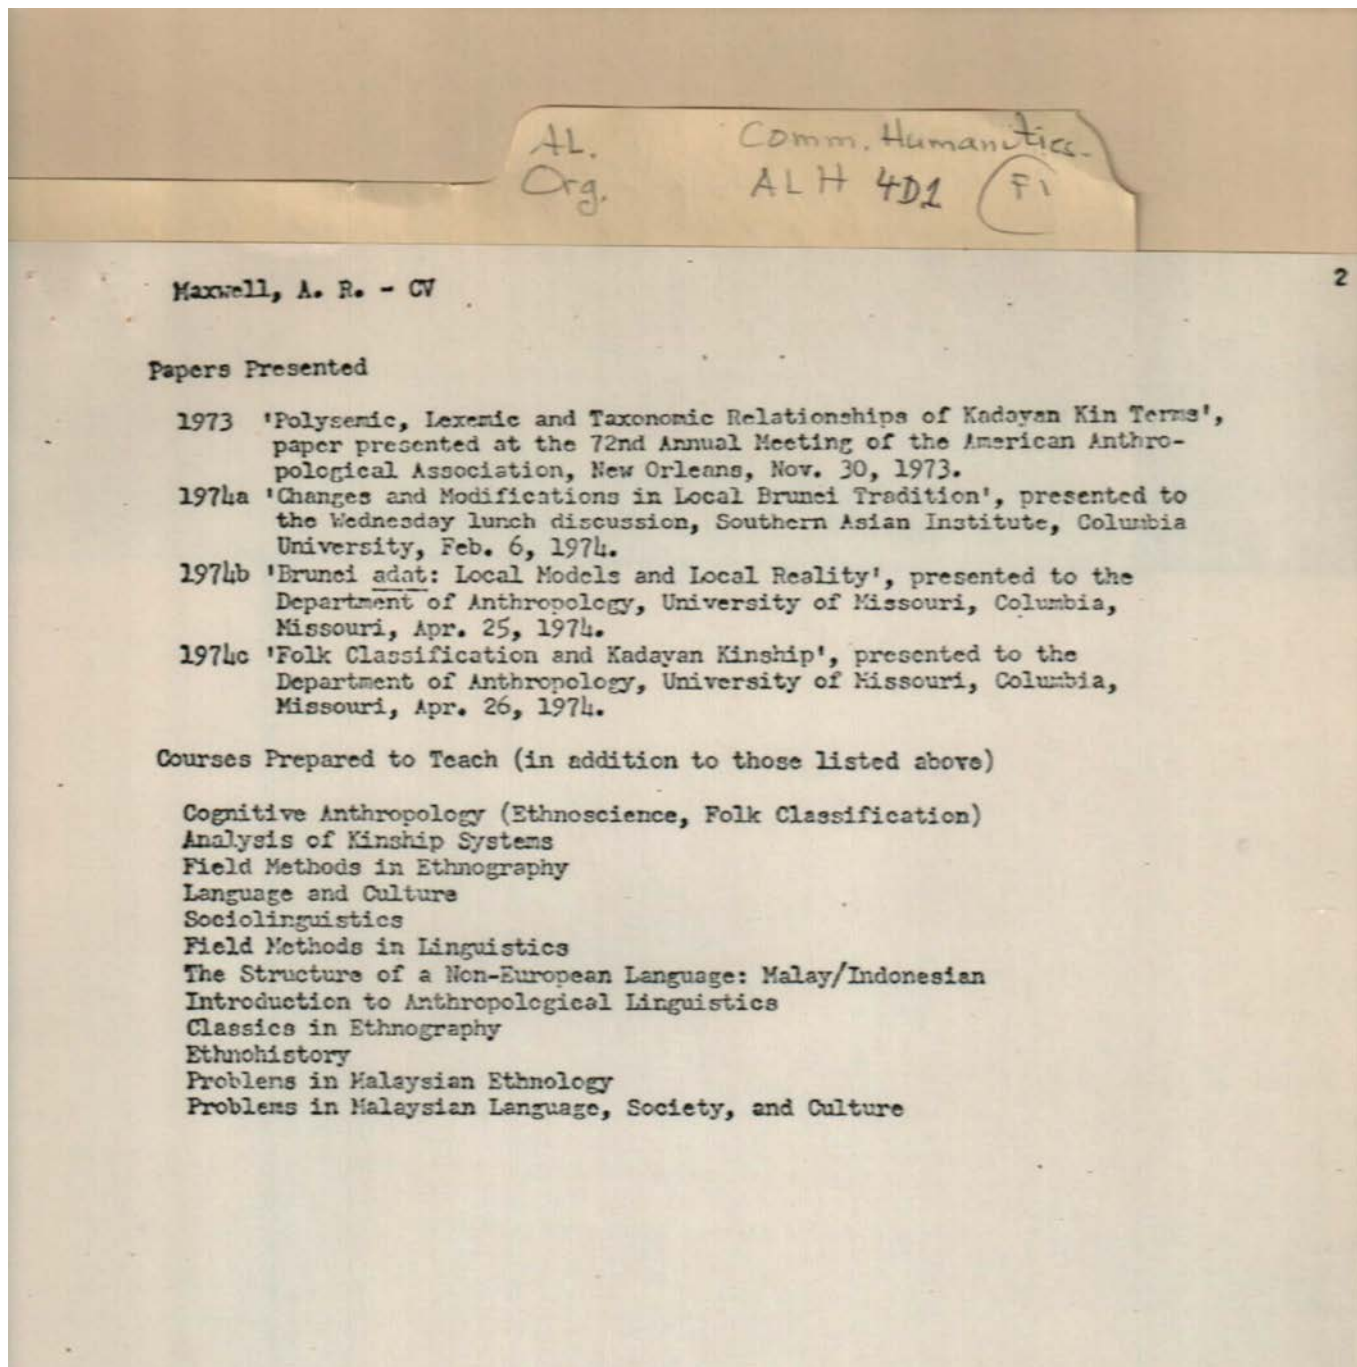 AL. Comm. Humanities.
Org. ALH 4D1 F1
Maxwell, A. R. - CV 2
Papers Presented
1973 'Polysemic, Lexemic and Taxonomic Relationships of Kadayan Kin Terms',
paper presented at the 72nd Annual Meeting of the American Anthro-
pological Association, New Orleans, Nov. 30, 1973.
1974a 'Changes and Modifications in Local Brunei Tradition', presented to
the Wednesday lunch discussion, Southern Asian Institute, Columbia
University, Feb. 6, 1974.
1974b 'Brunei adat: Local Models and Local Reality', presented to the
Department of Anthropology, University of Missouri, Columbia,
Missouri, Apr. 25, 1974.
1974c 'Folk Classification and Kadayan Kinship', presented to the
Department of Anthropology, University of Missouri, Columbia,
Missouri, Apr. 26, 1974.
Courses Prepared to Teach (in addition to those listed above)
Cognitive Anthropology (Ethnoscience, Folk Classification)
Analysis of Kinship Systems
Field Methods in Ethnography
Language and Culture
Sociolinguistics
Field Methods in Linguistics
The Structure of a Non-European Language: Malay/Indonesian
Introduction to Anthropological Linguistics
Classics in Ethnography
Ethnohistory
Problems in Malaysian Ethnology
Problems in Malaysian Language, Society, and Culture